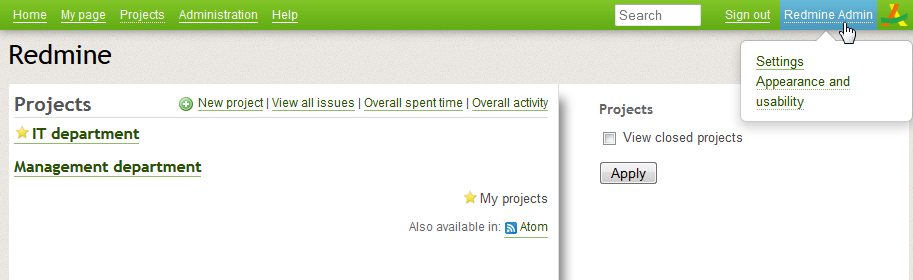 Home My page Projects Administration Help Search Sign out Redmine Admin
Redmine
Settings
Appearance and
usability
Projects New project | View all issues | Overall spent time | Overall activity
IT department
Management department
My projects
Also available in: Atom
Projects
View closed projects
Apply